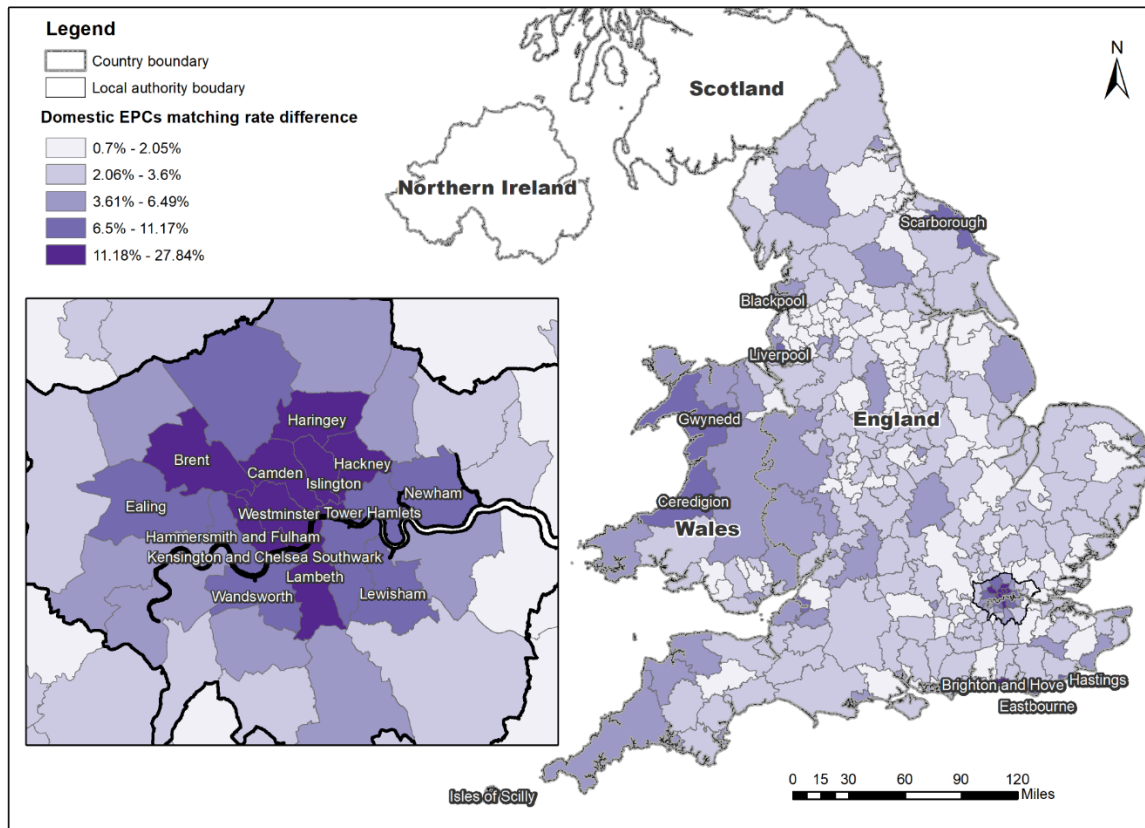 Legend
Country boundary
Local authority boudary
Domestic EPCs matching rate difference
0.7% - 2.05%
2.06% - 3.6%
3.61% - 6.49%
6.5% - 11.17%
11.18% - 27.84%
N
Scotland
Northern Ireland
Scarborough
Blackpool
Liverpool
Gwynedd
England
Ceredigion
Wales
Brighton and Hove
Hastings
Eastbourne
Isles of Scilly
Haringey
Brent
Camden
Hackney
Islington
Newham
Ealing
Westminster
Tower Hamlets
Hammersmith and Fulham
Kensington and Chelsea
Southwark
Lambeth
Wandsworth
Lewisham
0 15 30 60 90 120
Miles